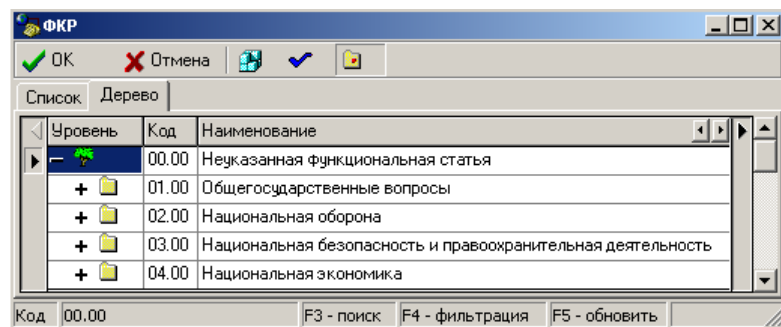 ФКР
OK Отмена
Список Дерево
Уровень Код Наименование
00.00 Неуказанная функциональная статья
01.00 Общегосударственные вопросы
02.00 Национальная оборона
03.00 Национальная безопасность и правоохранительная деятельность
04.00 Национальная экономика
Код 00.00 F3 - поиск F4 - фильтрация F5 - обновить